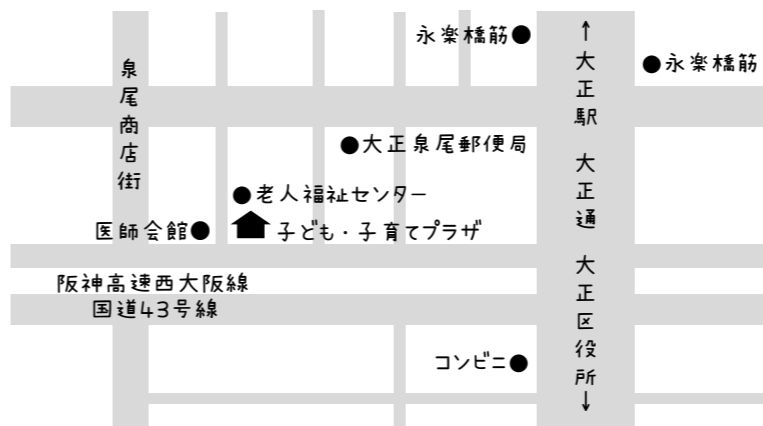 永楽橋筋
永楽橋筋
↑大正駅 大正通 大正区役所↓
泉尾商店街
大正泉尾郵便局
老人福祉センター
医師会館
子ども・子育てプラザ
阪神高速西大阪線
国道43号線
コンビニ